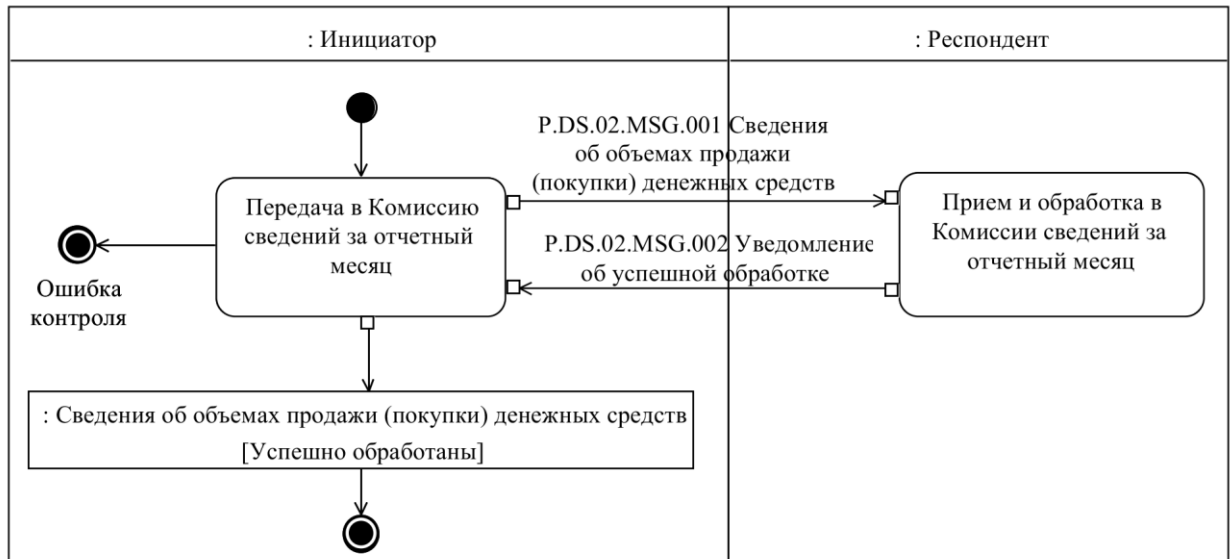 : Инициатор
: Респондент
P.DS.02.MSG.001 Сведения
об объемах продажи
(покупки) денежных средств
Передача в Комиссию
сведений за отчетный
месяц
Прием и обработка в
Комиссии сведений за
отчетный месяц
P.DS.02.MSG.002 Уведомление
об успешной обработке
Ошибка
контроля
: Сведения об объемах продажи (покупки) денежных средств
[Успешно обработаны]